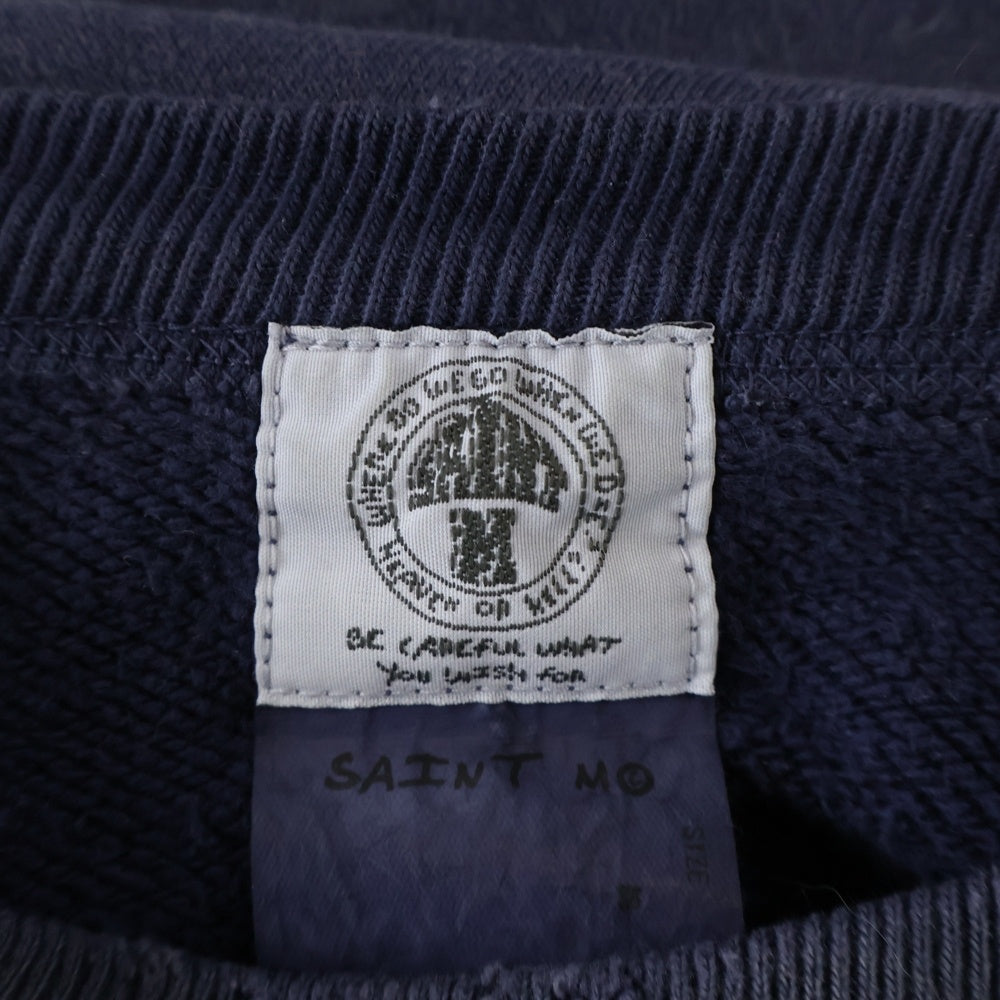 WHERE DO WE GO WHEN WE DIE?
SAINT
M
HEAVEN OR HELL?
BE CAREFUL WHAT
YOU WISH FOR
SAINT M©
SIZE